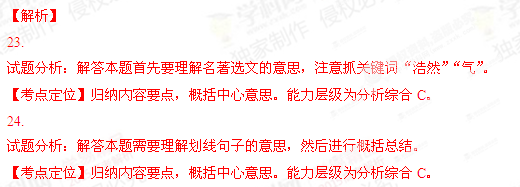 【解析】
23.
试题分析：解答本题首先要理解名著选文的意思，注意抓关键词“浩然”“气”。
【考点定位】归纳内容要点，概括中心意思。能力层级为分析综合 C。
24.
试题分析：解答本题需要理解划线句子的意思，然后进行概括总结。
【考点定位】归纳内容要点，概括中心意思。能力层级为分析综合 C。